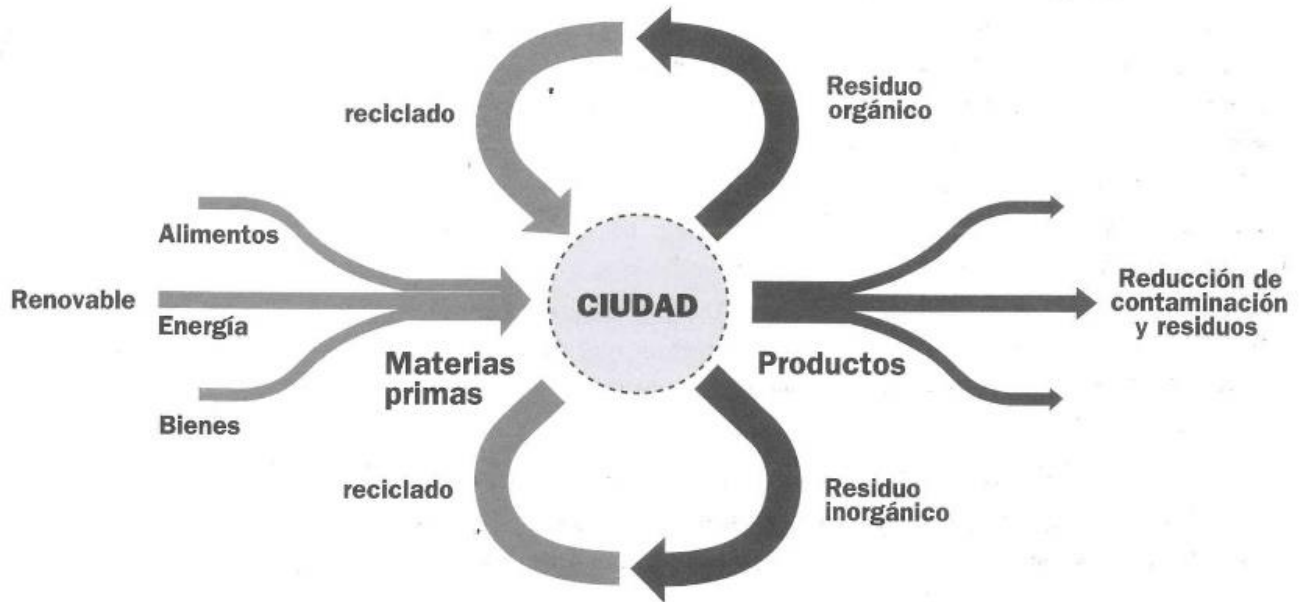 reciclado
Residuo
orgánico
Alimentos
Renovable
Energía
Bienes
Materias
primas
CIUDAD
Productos
Reducción de
contaminación
y residuos
reciclado
Residuo
inorgánico